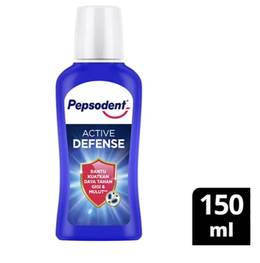 Pepsodent
ACTIVE
DEFENSE
BANTU
KUATKAN
DAYA TAHAN
GIGI &
MULUT
150
ml